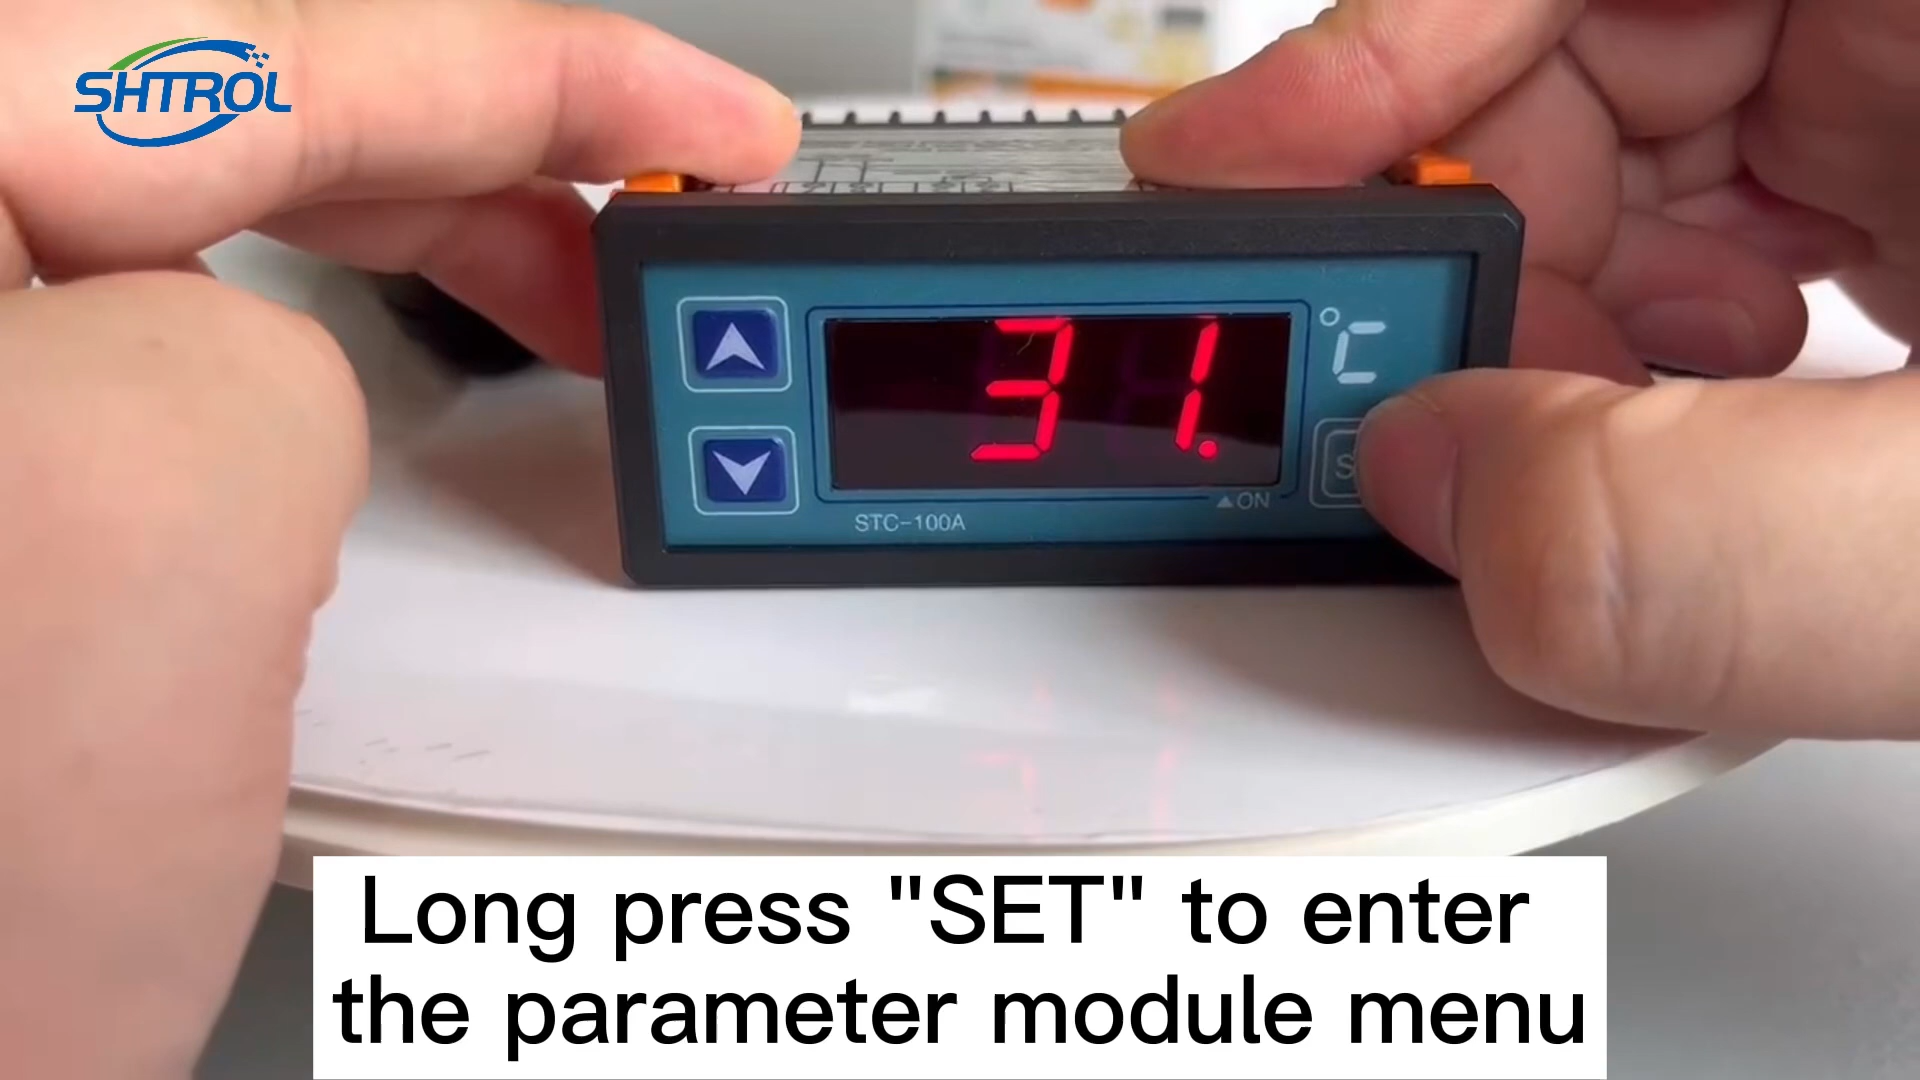 SHTROL
31.
°C
STC-100A
▲ON
Long press "SET" to enter
the parameter module menu